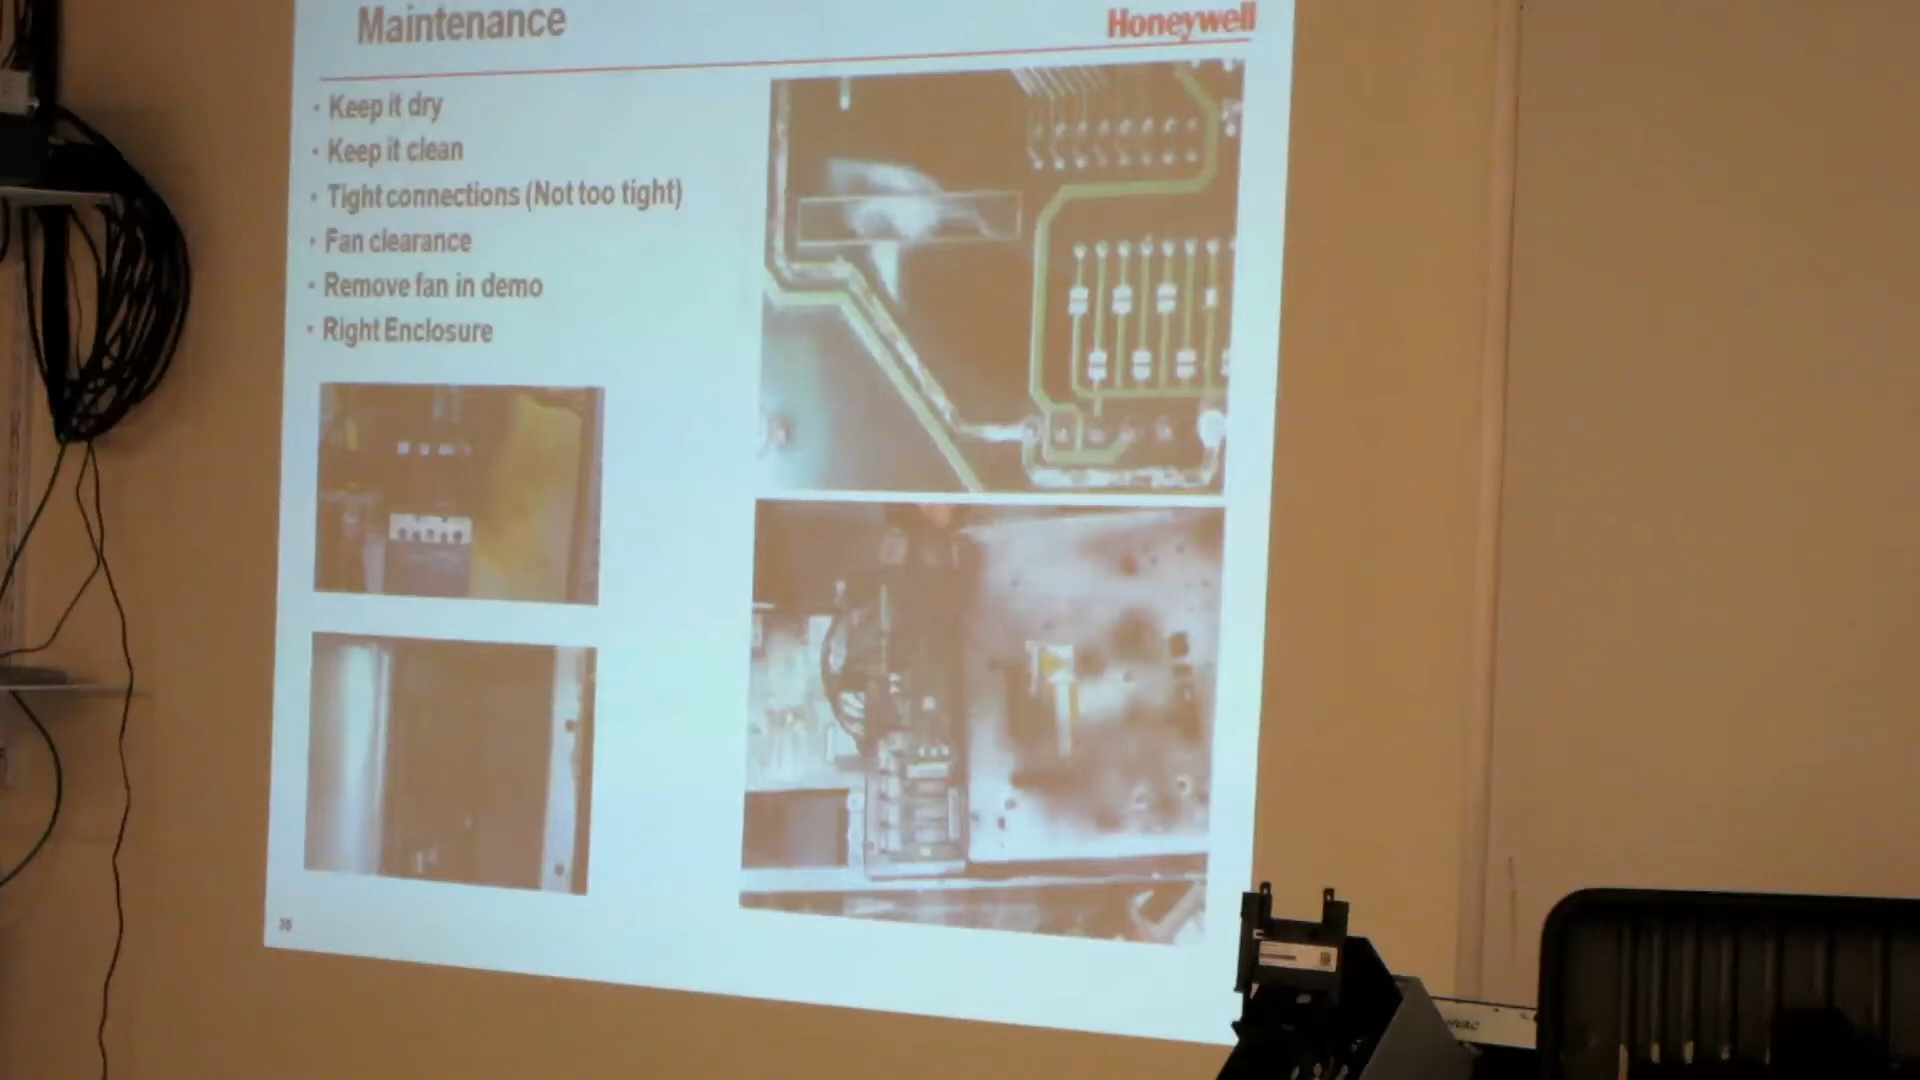 Maintenance
Honeywell
· Keep it dry
· Keep it clean
· Tight connections (Not too tight)
· Fan clearance
· Remove fan in demo
· Right Enclosure
HVAC